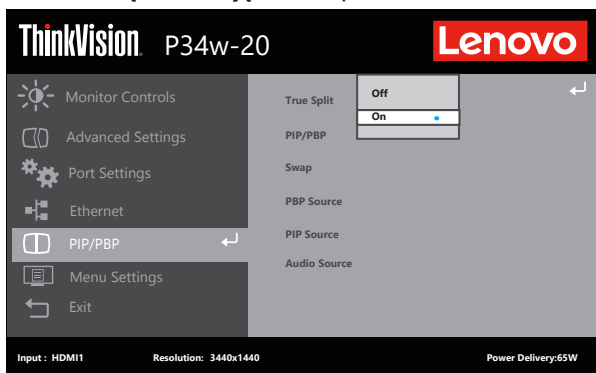 ThinkVision. P34w-20
Lenovo
Monitor Controls
Advanced Settings
Port Settings
Ethernet
PIP/PBP
Menu Settings
Exit
True Split
Off
On
PIP/PBP
Swap
PBP Source
PIP Source
Audio Source
Input : HDMI1 Resolution: 3440x1440 Power Delivery:65W